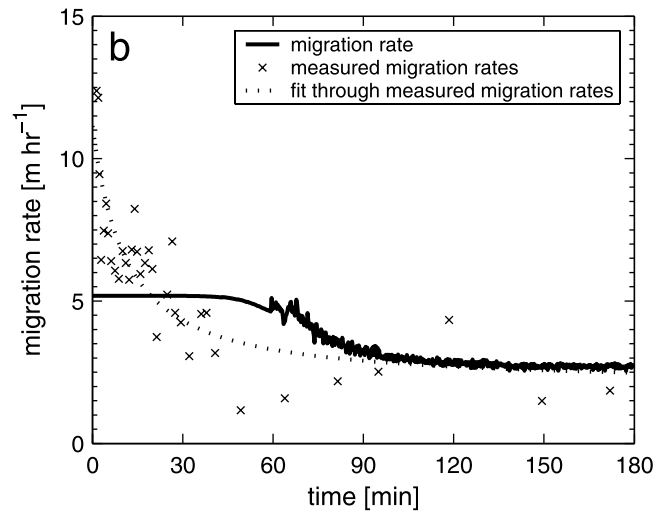 15
b
migration rate
measured migration rates
fit through measured migration rates
10
migration rate [m hr⁻¹]
5
0
0 30 60 90 120 150 180
time [min]